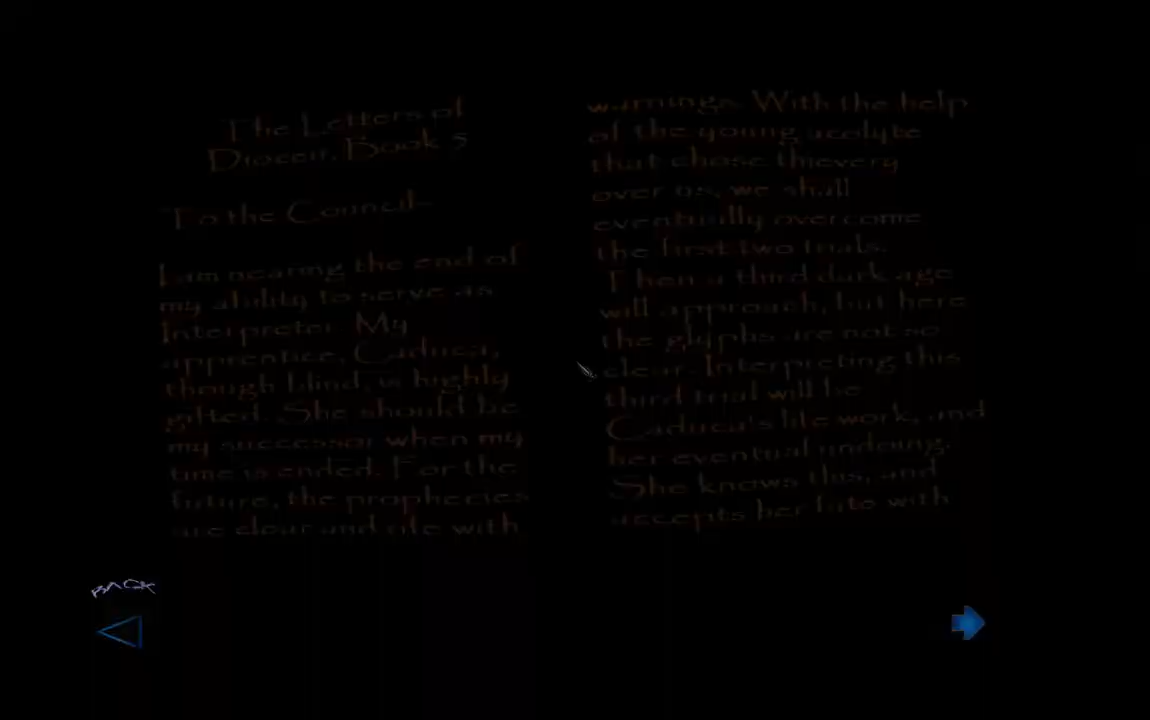 The Letters of
Diocen, Book 5
To the Council-
I am nearing the end of
my ability to serve as
Interpreter. My
apprentice, Caduca,
though blind, is highly
gifted. She should be
my successor when my
time is ended. For the
future, the prophecies
are clear and rife with
warnings. With the help
of the young acolyte
that chose thievery
over us, we shall
eventually overcome
the first two trials.
Then a third dark age
will approach, but here
the glyphs are not so
clear. Interpreting this
third trial will be
Caduca's life work, and
her eventual undoing.
She knows this, and
accepts her fate with
BACK